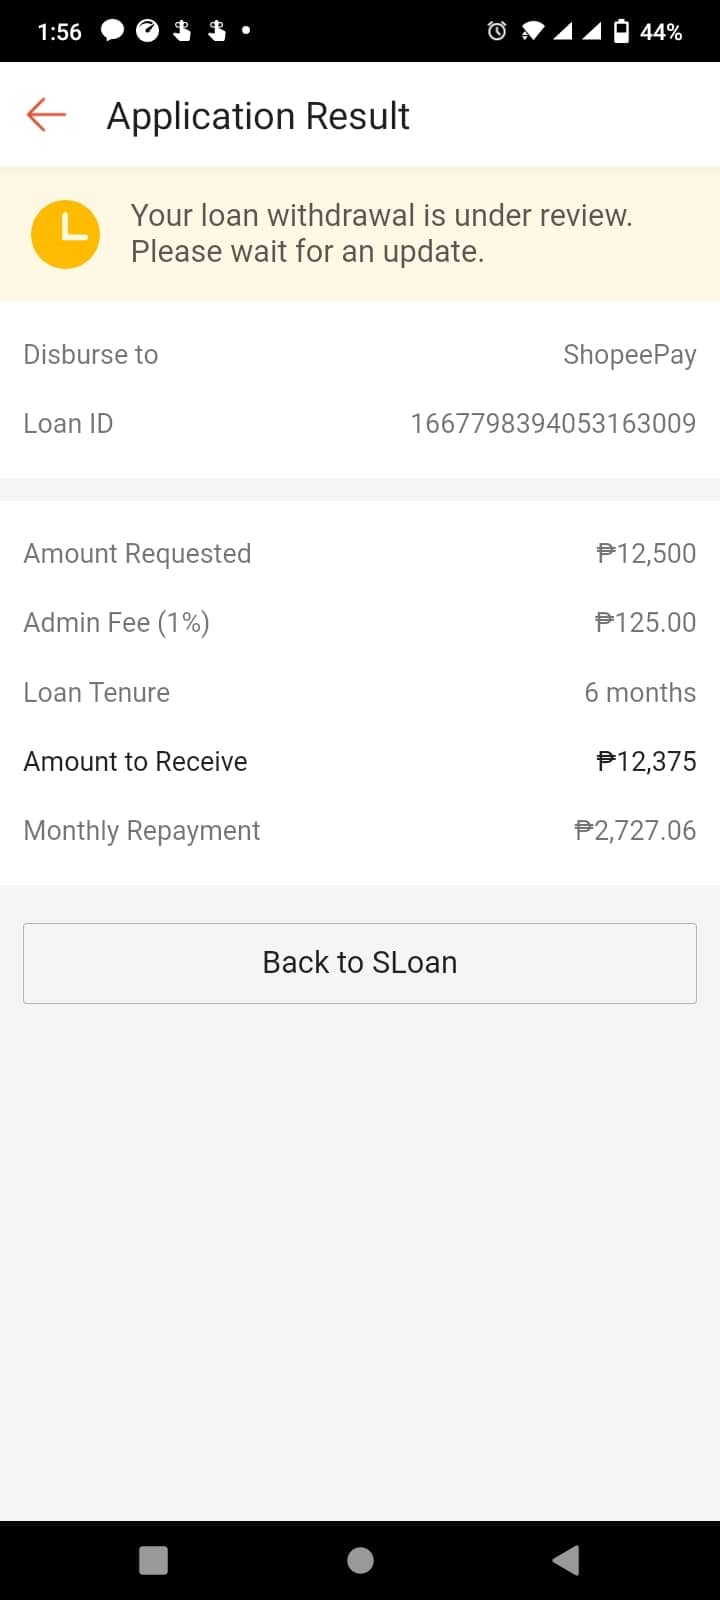 1:56
44%
Application Result
Your loan withdrawal is under review.
Please wait for an update.
Disburse to ShopeePay
Loan ID 1667798394053163009
Amount Requested ₱12,500
Admin Fee (1%) ₱125.00
Loan Tenure 6 months
Amount to Receive ₱12,375
Monthly Repayment ₱2,727.06
Back to SLoan